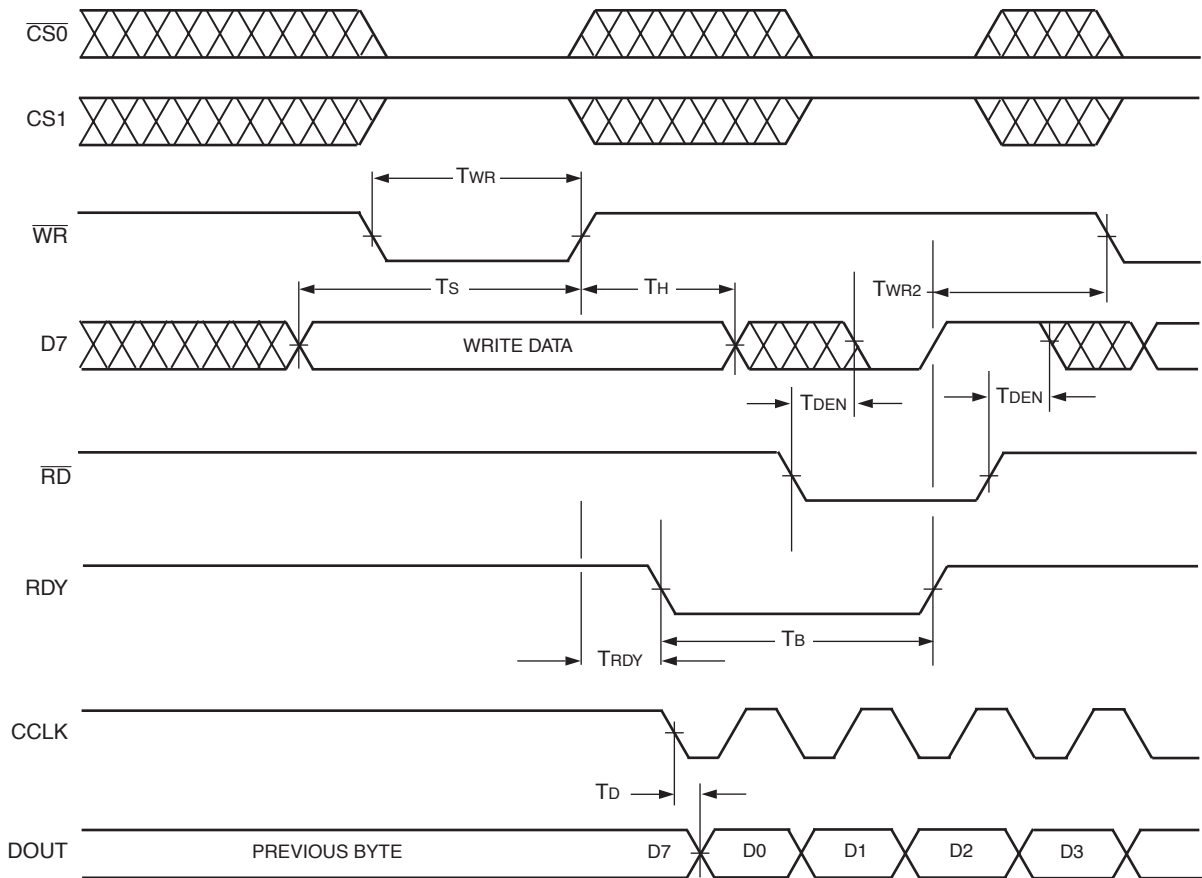 CS0
CS1
TWR
WR
TS TH TWR2
D7 WRITE DATA
TDEN TDEN
RD
RDY
TB
TRDY
CCLK
TD
DOUT PREVIOUS BYTE D7 D0 D1 D2 D3